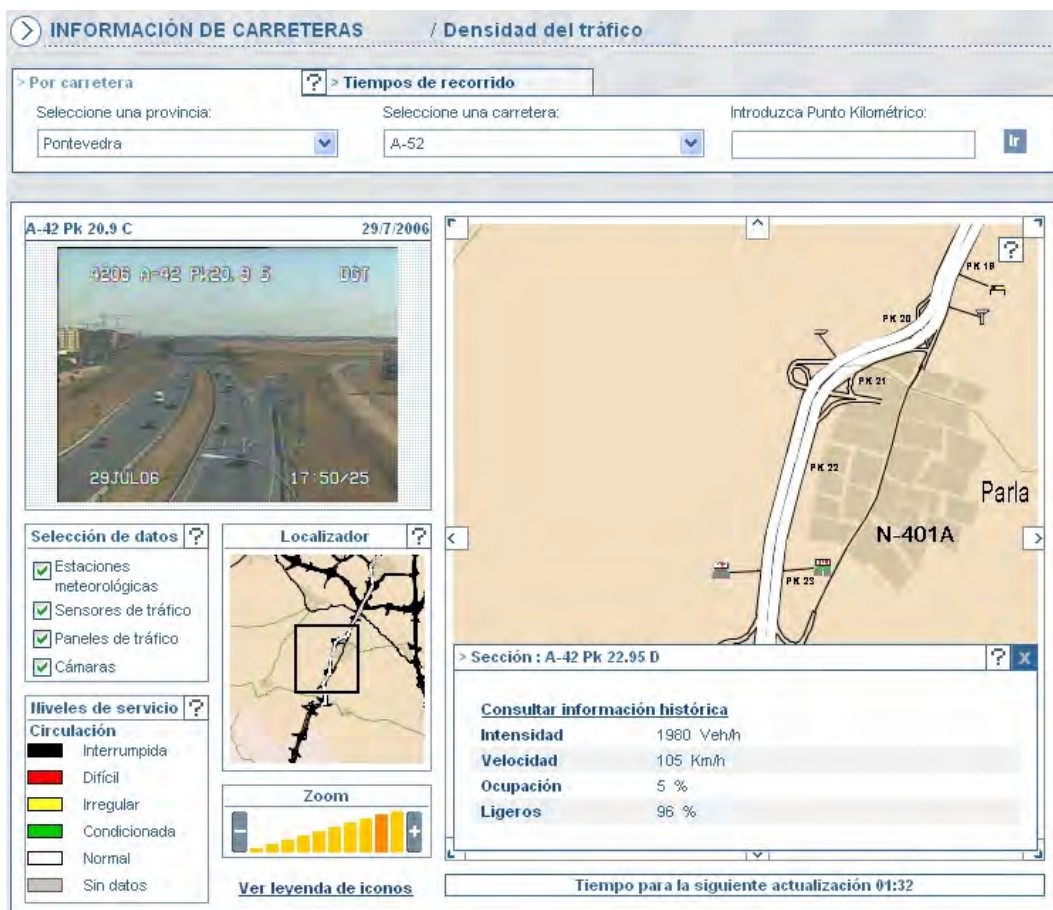 INFORMACIÓN DE CARRETERAS / Densidad del tráfico
> Por carretera ? > Tiempos de recorrido
Seleccione una provincia: Seleccione una carretera: Introduzca Punto Kilométrico:
Pontevedra A-52 Ir
A-42 Pk 20.9 C 29/7/2006
4206 A-42 PK20,9 S DGT
29JUL06 17:50/25
?
PK 18
PK 20
PK 21
PK 22
Parla
N-401A
PK 23
Selección de datos ?
Estaciones
meteorológicas
Sensores de tráfico
Paneles de tráfico
Cámaras
Localizador ?
Niveles de servicio ?
Circulación
Interrumpida
Difícil
Irregular
Condicionada
Normal
Sin datos
Zoom
- +
Ver leyenda de iconos
> Sección : A-42 Pk 22.95 D ? X
Consultar información histórica
Intensidad 1980 Veh/h
Velocidad 105 Km/h
Ocupación 5 %
Ligeros 96 %
Tiempo para la siguiente actualización 01:32